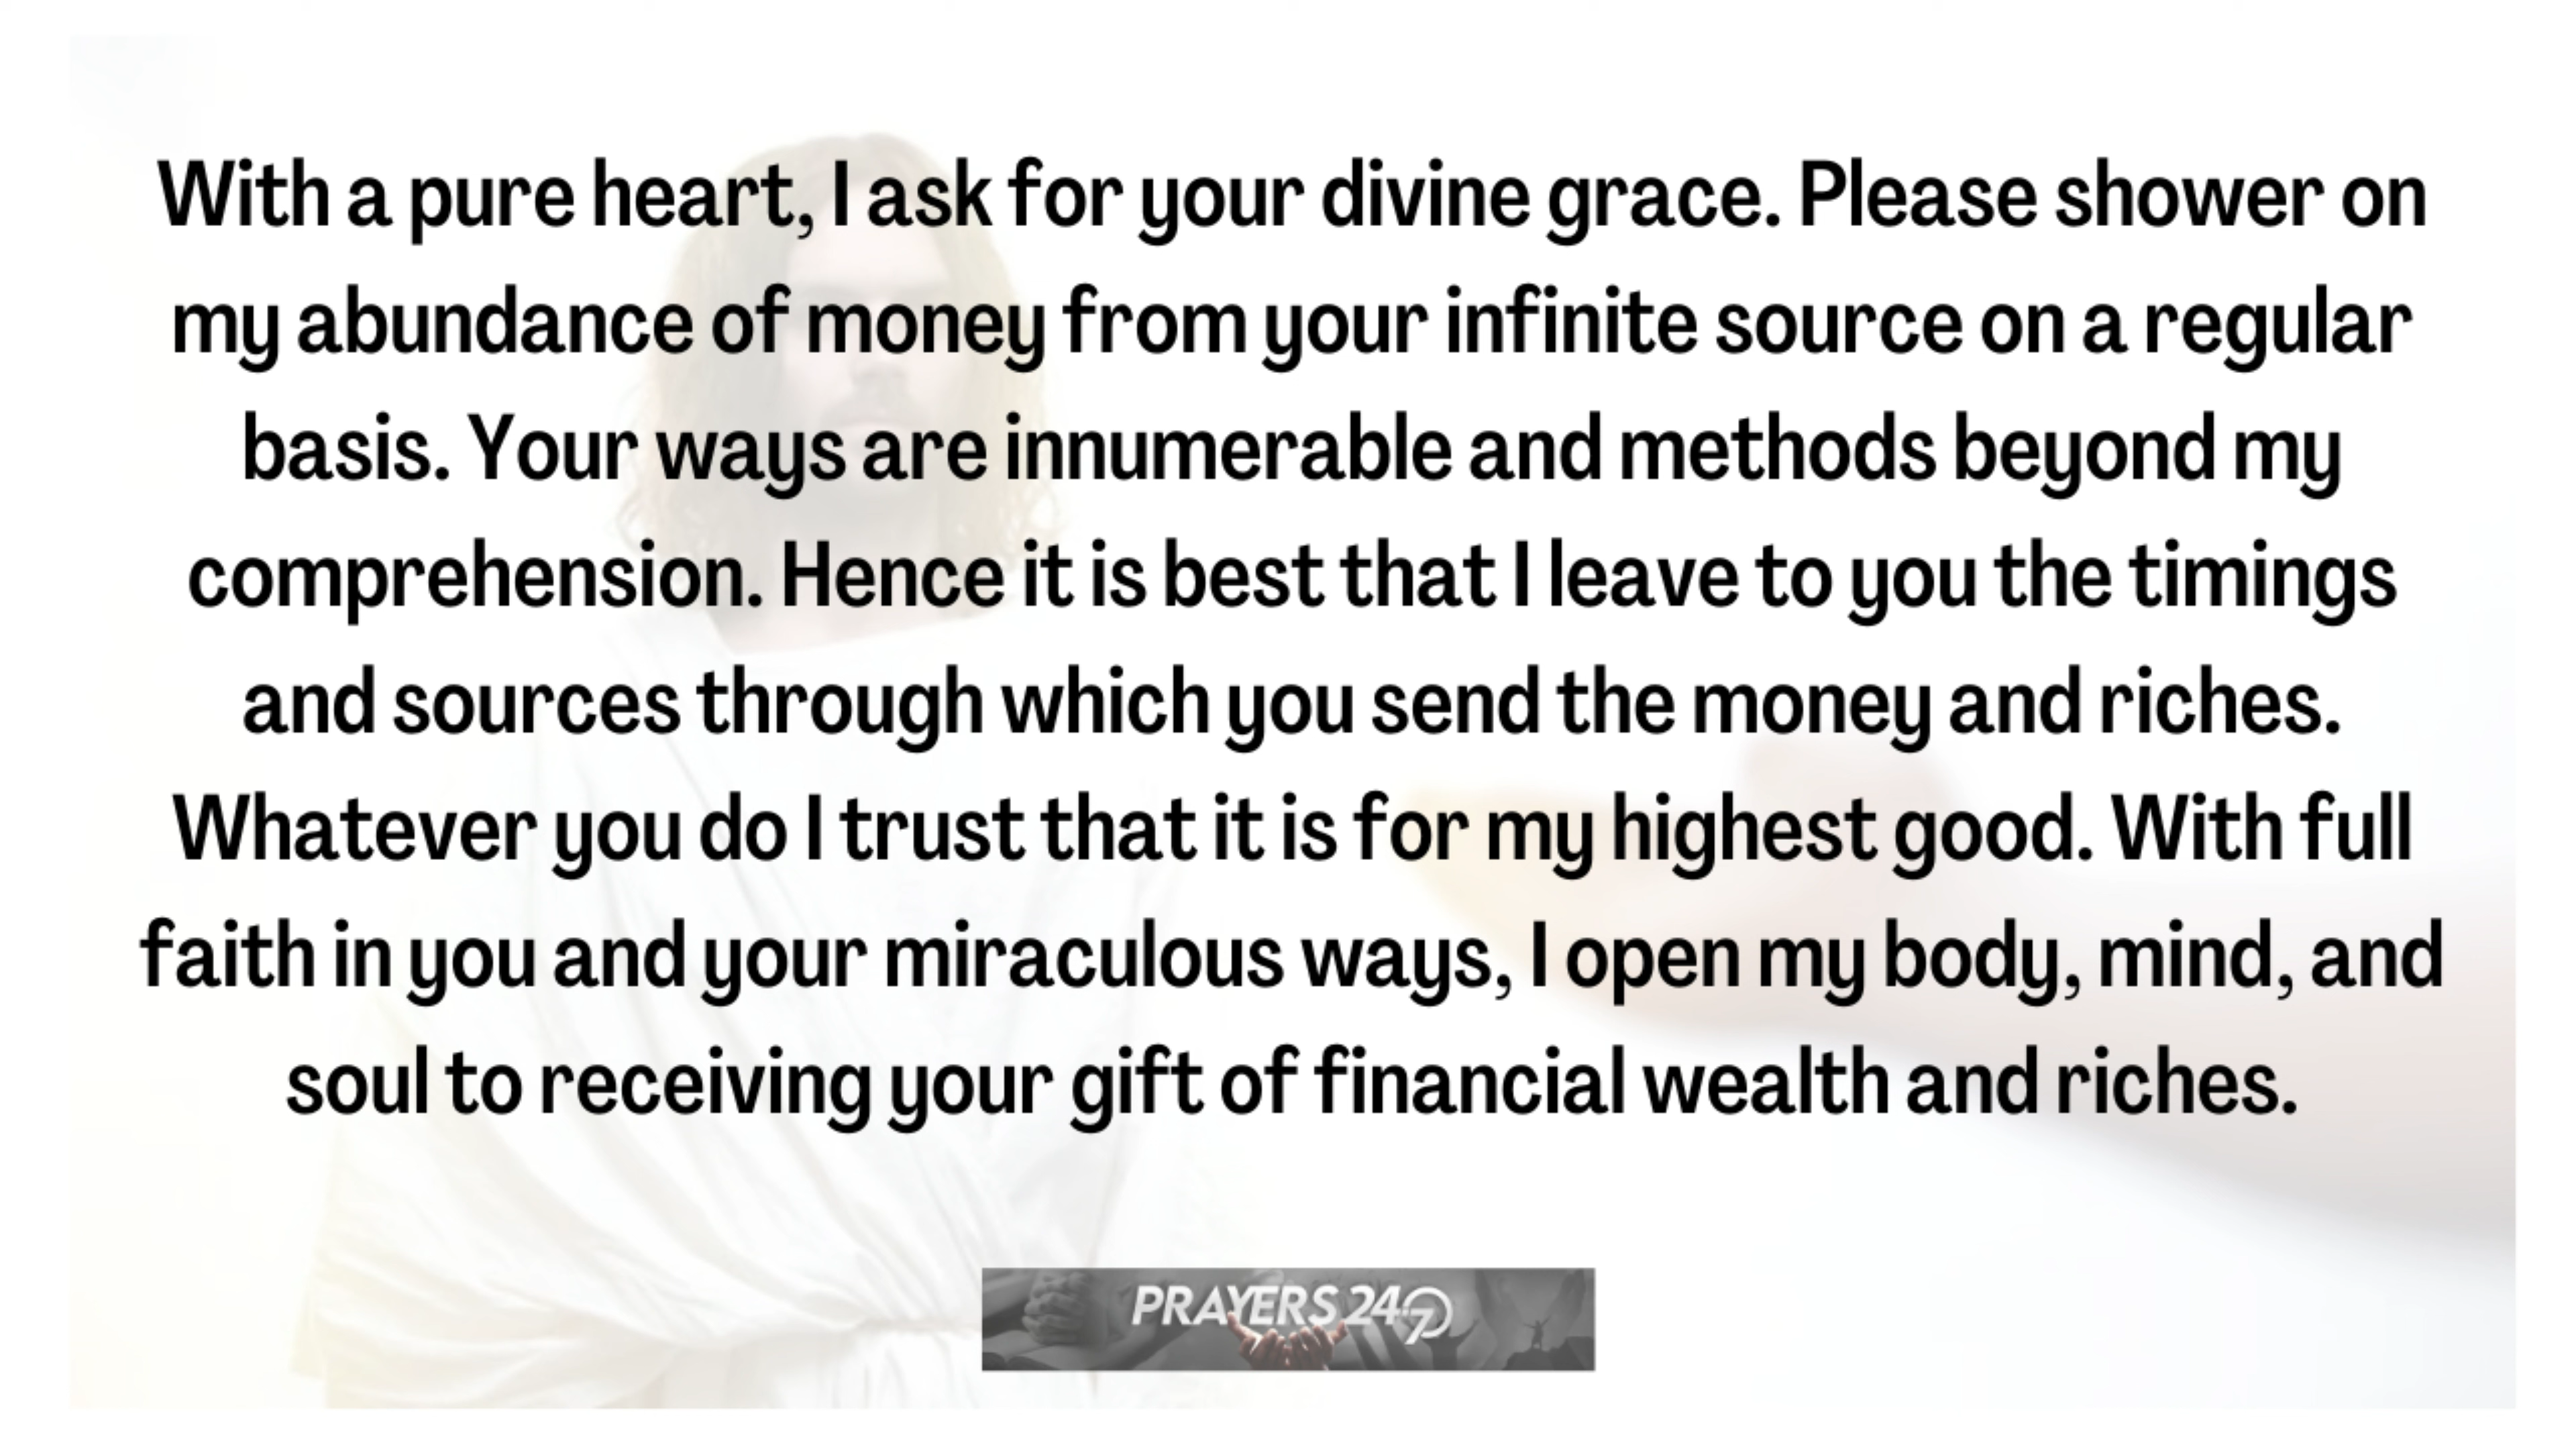 With a pure heart, I ask for your divine grace. Please shower on
my abundance of money from your infinite source on a regular
basis. Your ways are innumerable and methods beyond my
comprehension. Hence it is best that I leave to you the timings
and sources through which you send the money and riches.
Whatever you do I trust that it is for my highest good. With full
faith in you and your miraculous ways, I open my body, mind, and
soul to receiving your gift of financial wealth and riches.
PRAYERS 247